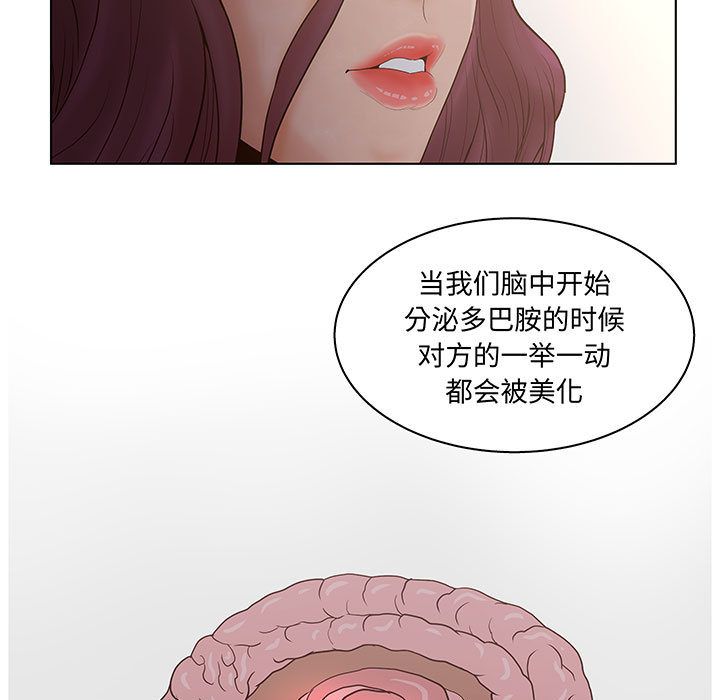 当我们脑中开始
分泌多巴胺的时候
对方的一举一动
都会被美化